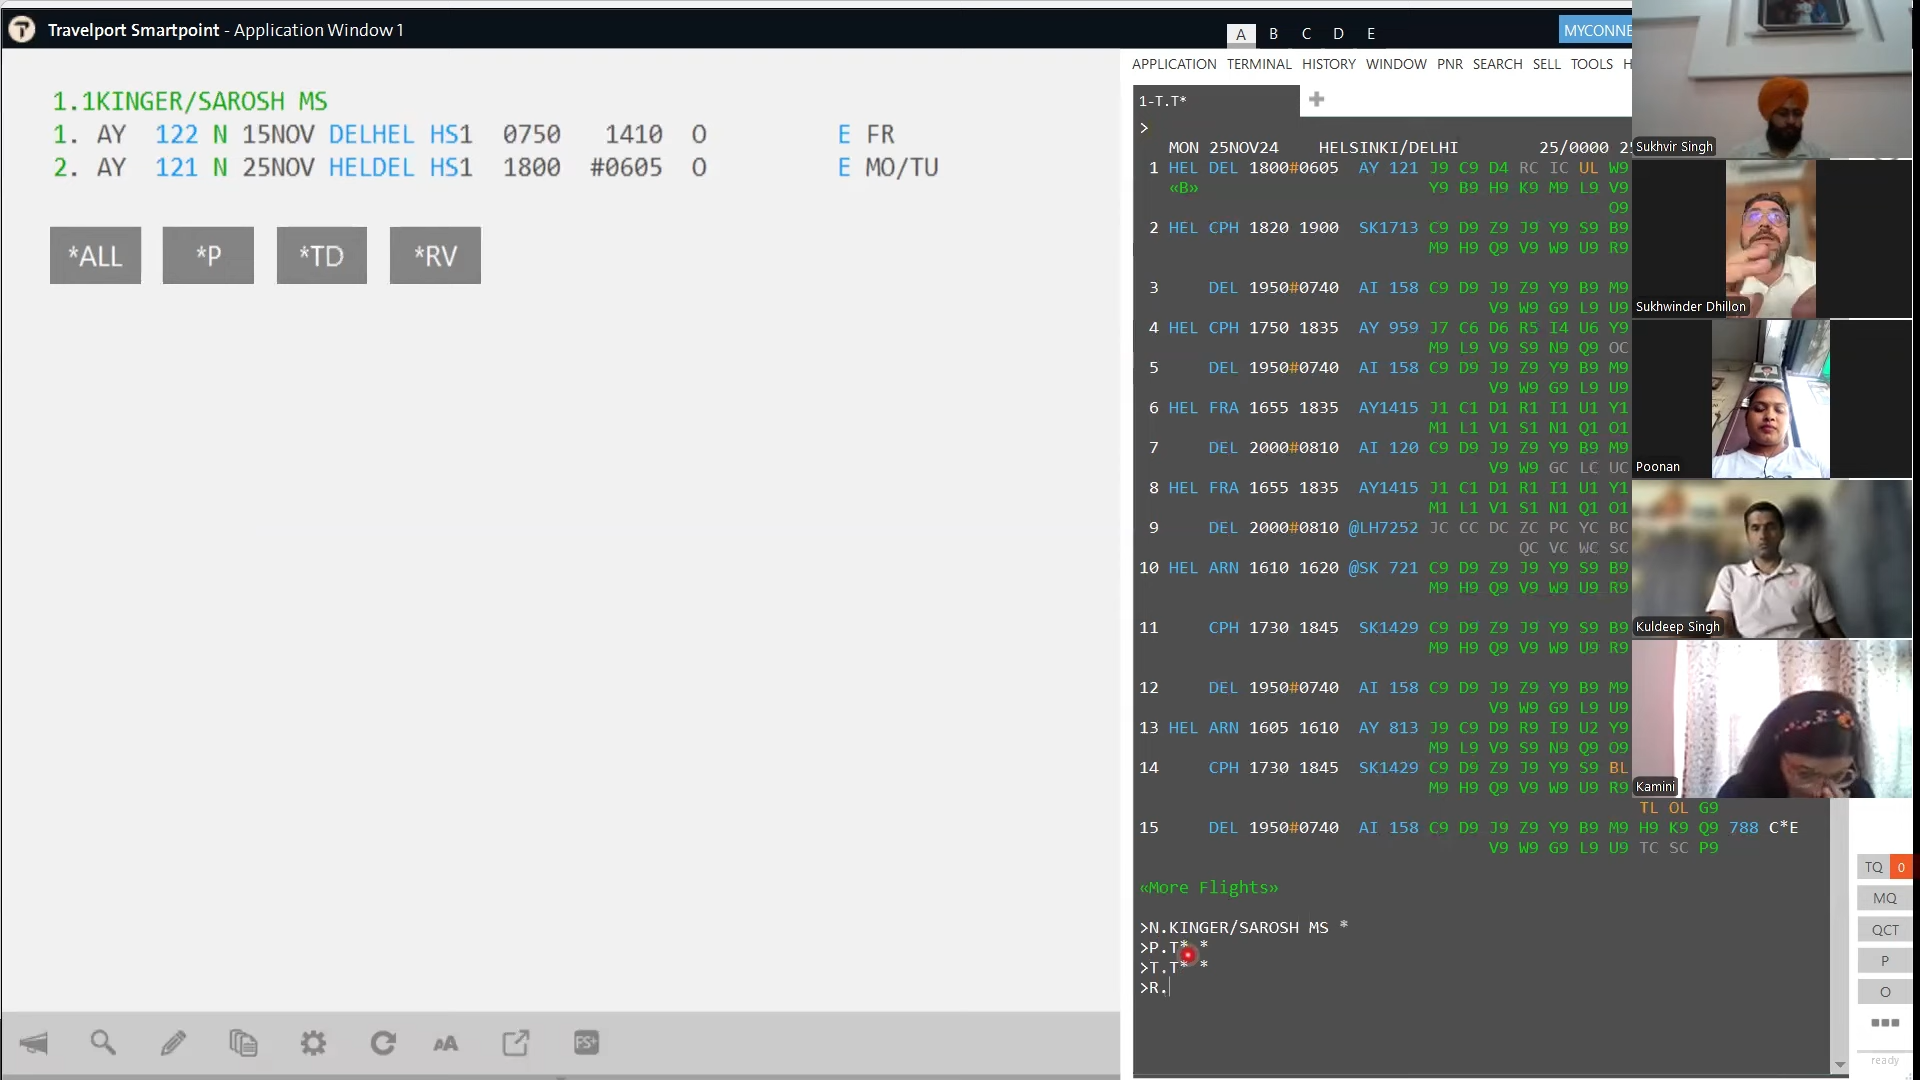 Travelport Smartpoint - Application Window 1
A B C D E
MYCONNE
1.1KINGER/SAROSH MS
1. AY 122 N 15NOV DELHEL HS1 0750 1410 O E FR
2. AY 121 N 25NOV HELDEL HS1 1800 #0605 O E MO/TU
*ALL *P *TD *RV
FS+
APPLICATION TERMINAL HISTORY WINDOW PNR SEARCH SELL TOOLS H
1-T.T*
>
MON 25NOV24 HELSINKI/DELHI 25/0000 25
1 HEL DEL 1800#0605 AY 121 J9 C9 D4 RC IC UL W9
«B» Y9 B9 H9 K9 M9 L9 V9
O9
2 HEL CPH 1820 1900 SK1713 C9 D9 Z9 J9 Y9 S9 B9
M9 H9 Q9 V9 W9 U9 R9
3 DEL 1950#0740 AI 158 C9 D9 J9 Z9 Y9 B9 M9
V9 W9 G9 L9 U9
4 HEL CPH 1750 1835 AY 959 J7 C6 D6 R5 I4 U6 Y9
M9 L9 V9 S9 N9 Q9 OC
5 DEL 1950#0740 AI 158 C9 D9 J9 Z9 Y9 B9 M9
V9 W9 G9 L9 U9
6 HEL FRA 1655 1835 AY1415 J1 C1 D1 R1 I1 U1 Y1
M1 L1 V1 S1 N1 Q1 O1
7 DEL 2000#0810 AI 120 C9 D9 J9 Z9 Y9 B9 M9
V9 W9 GC LC UC
8 HEL FRA 1655 1835 AY1415 J1 C1 D1 R1 I1 U1 Y1
M1 L1 V1 S1 N1 Q1 O1
9 DEL 2000#0810 @LH7252 JC CC DC ZC PC YC BC
QC VC WC SC
10 HEL ARN 1610 1620 @SK 721 C9 D9 Z9 J9 Y9 S9 B9
M9 H9 Q9 V9 W9 U9 R9
11 CPH 1730 1845 SK1429 C9 D9 Z9 J9 Y9 S9 B9
M9 H9 Q9 V9 W9 U9 R9
12 DEL 1950#0740 AI 158 C9 D9 J9 Z9 Y9 B9 M9
V9 W9 G9 L9 U9
13 HEL ARN 1605 1610 AY 813 J9 C9 D9 R9 I9 U2 Y9
M9 L9 V9 S9 N9 Q9 O9
14 CPH 1730 1845 SK1429 C9 D9 Z9 J9 Y9 S9 BL
M9 H9 Q9 V9 W9 U9 R9
TL OL G9
15 DEL 1950#0740 AI 158 C9 D9 J9 Z9 Y9 B9 M9 H9 K9 Q9 788 C*E
V9 W9 G9 L9 U9 TC SC P9
«More Flights»
>N.KINGER/SAROSH MS *
>P.T* *
>T.T* *
>R.
Sukhvir Singh
Sukhwinder Dhillon
Poonan
Kuldeep Singh
Kamini
TQ 0
MQ
QCT
P
O
ready